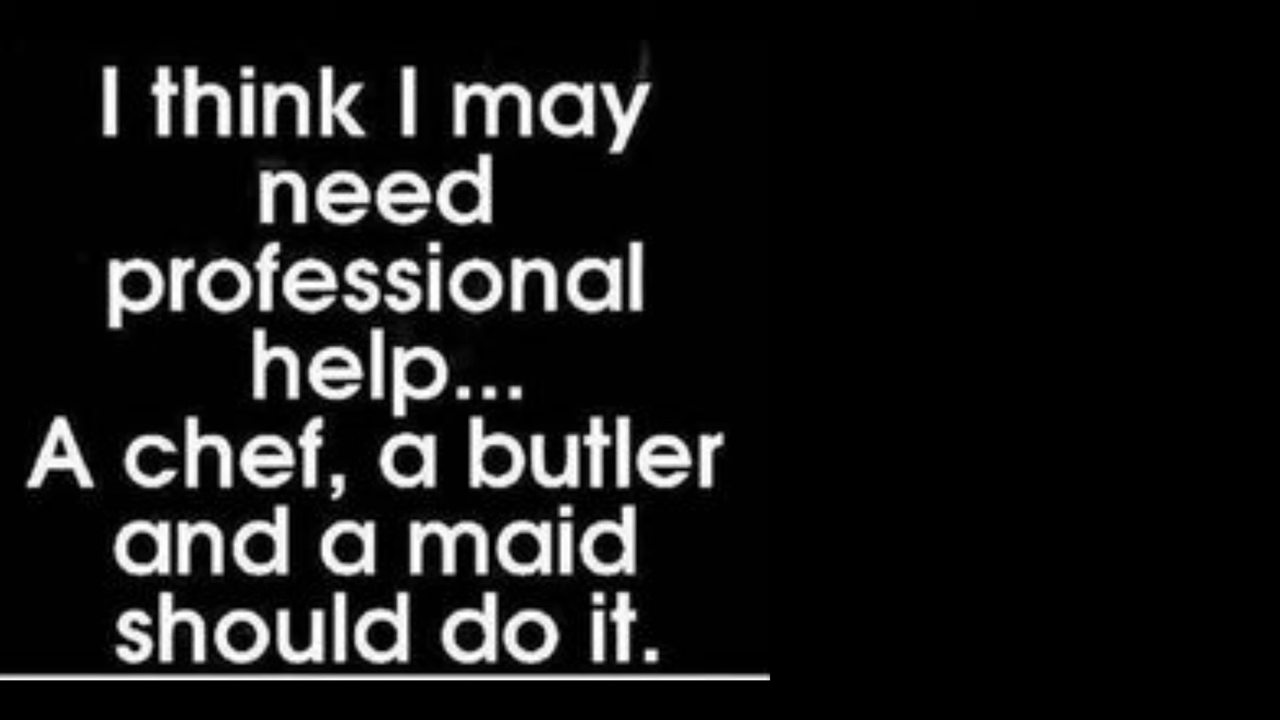 I think I may
need
professional
help...
A chef, a butler
and a maid
should do it.